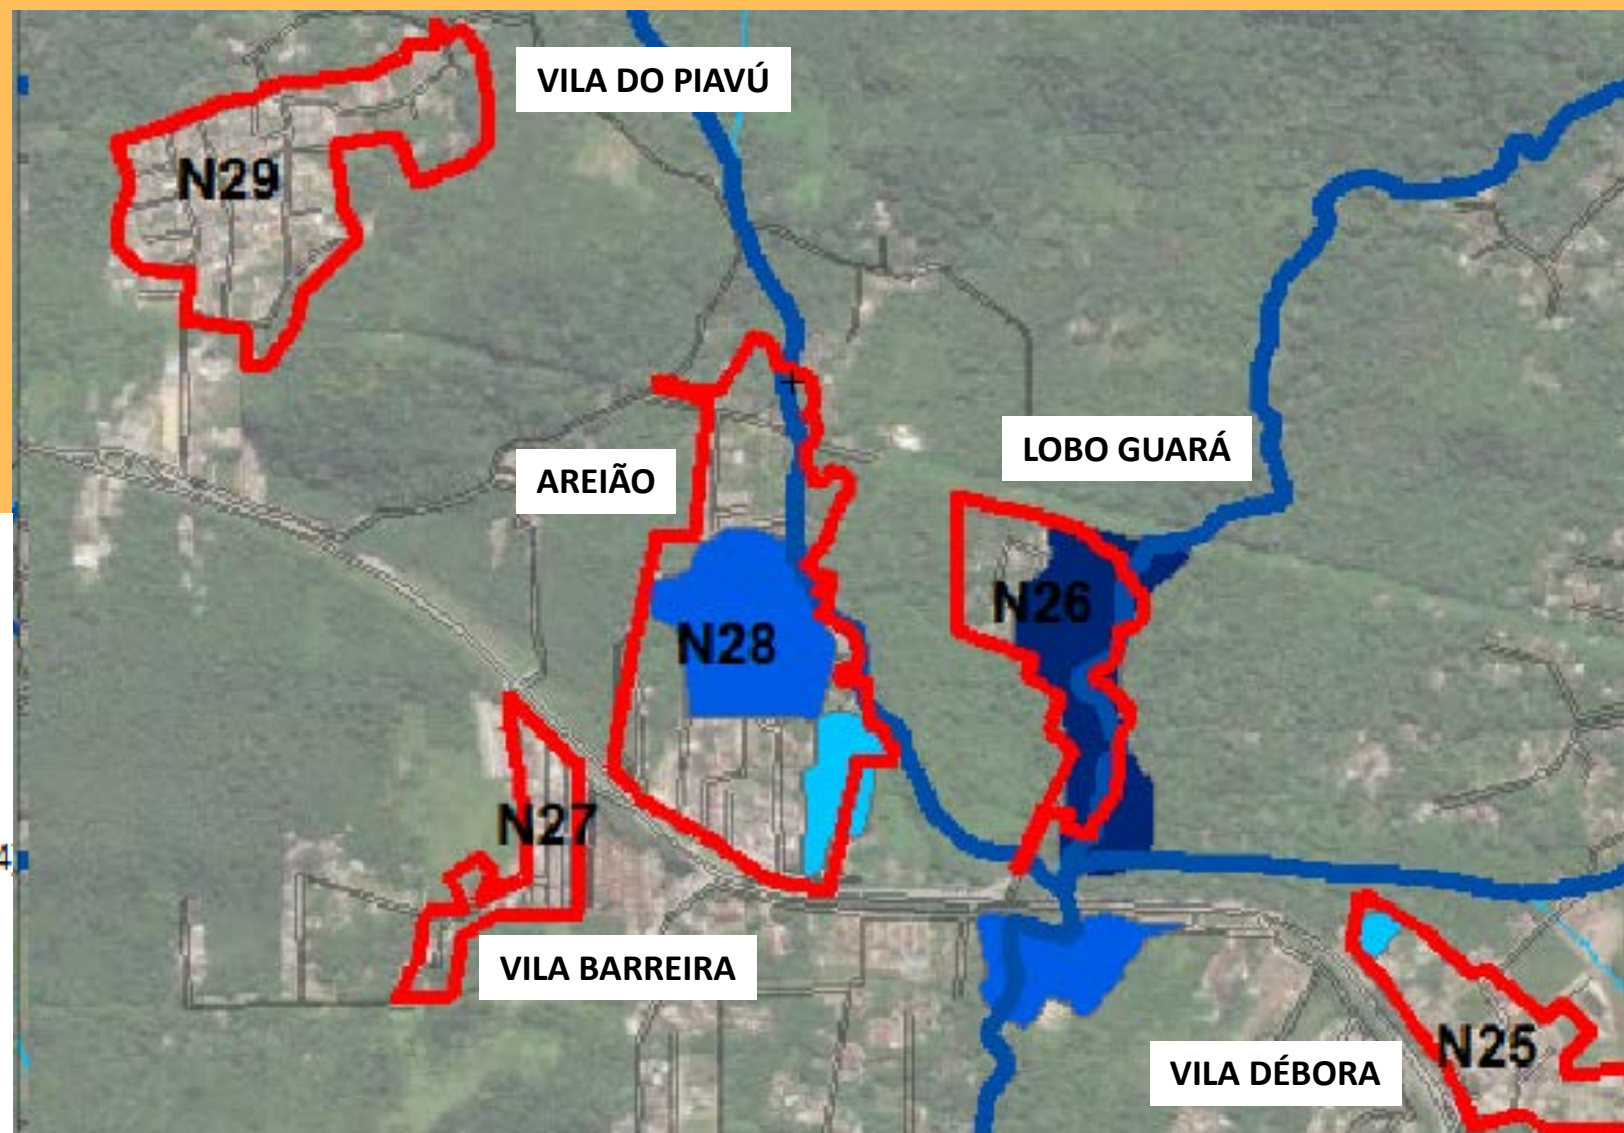 VILA DO PIAVÚ
N29
LOBO GUARÁ
AREIÃO
N26
N28
N27
VILA BARREIRA
N25
VILA DÉBORA